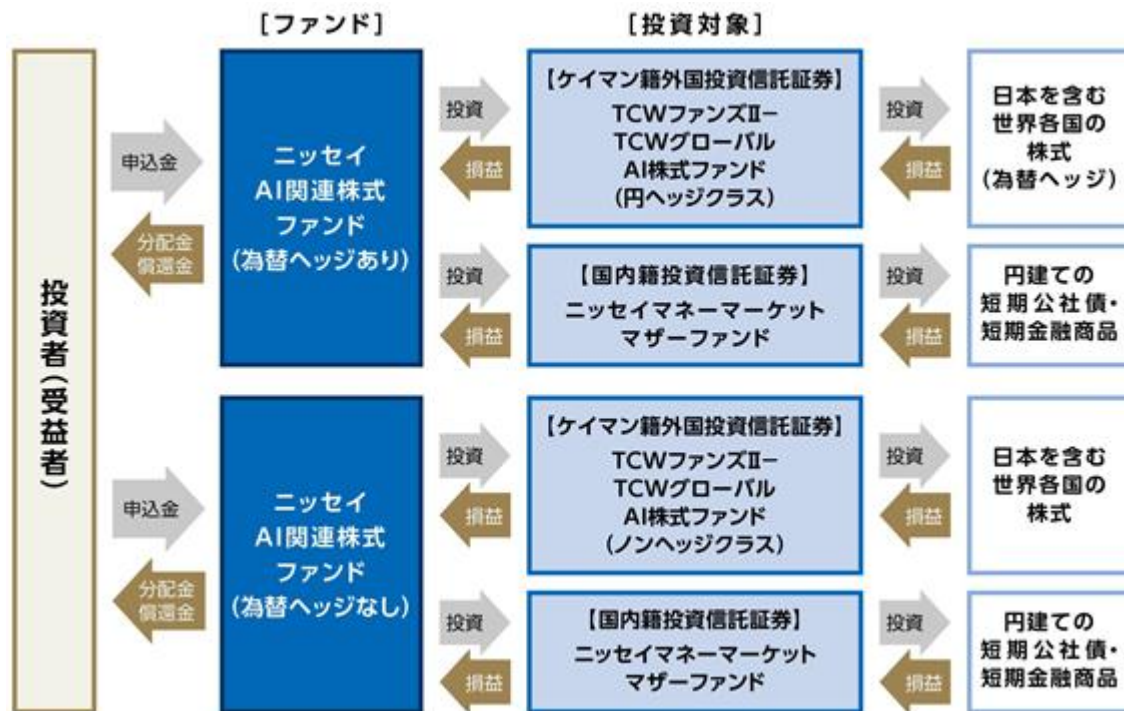 ［ファンド］
［投資対象］
投資者（受益者）
申込金
分配金
償還金
ニッセイ
AI関連株式
ファンド
（為替ヘッジあり）
投資
損益
【ケイマン籍外国投資信託証券】
TCWファンズⅡー
TCWグローバル
AI株式ファンド
（円ヘッジクラス）
投資
損益
日本を含む
世界各国の
株式
（為替ヘッジ）
投資
損益
【国内籍投資信託証券】
ニッセイマネーマーケット
マザーファンド
投資
損益
円建ての
短期公社債・
短期金融商品
申込金
分配金
償還金
ニッセイ
AI関連株式
ファンド
（為替ヘッジなし）
投資
損益
【ケイマン籍外国投資信託証券】
TCWファンズⅡー
TCWグローバル
AI株式ファンド
（ノンヘッジクラス）
投資
損益
日本を含む
世界各国の
株式
投資
損益
【国内籍投資信託証券】
ニッセイマネーマーケット
マザーファンド
投資
損益
円建ての
短期公社債・
短期金融商品